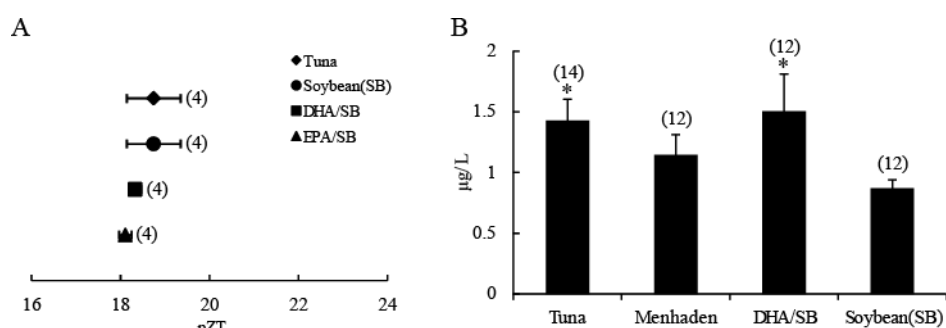 A
Tuna
Soybean(SB)
DHA/SB
EPA/SB
(4)
(4)
(4)
(4)
16 18 20 22 24
pZT
B
2
1.5
1
0.5
0
µg/L
(14)
*
(12)
(12)
*
(12)
Tuna Menhaden DHA/SB Soybean(SB)